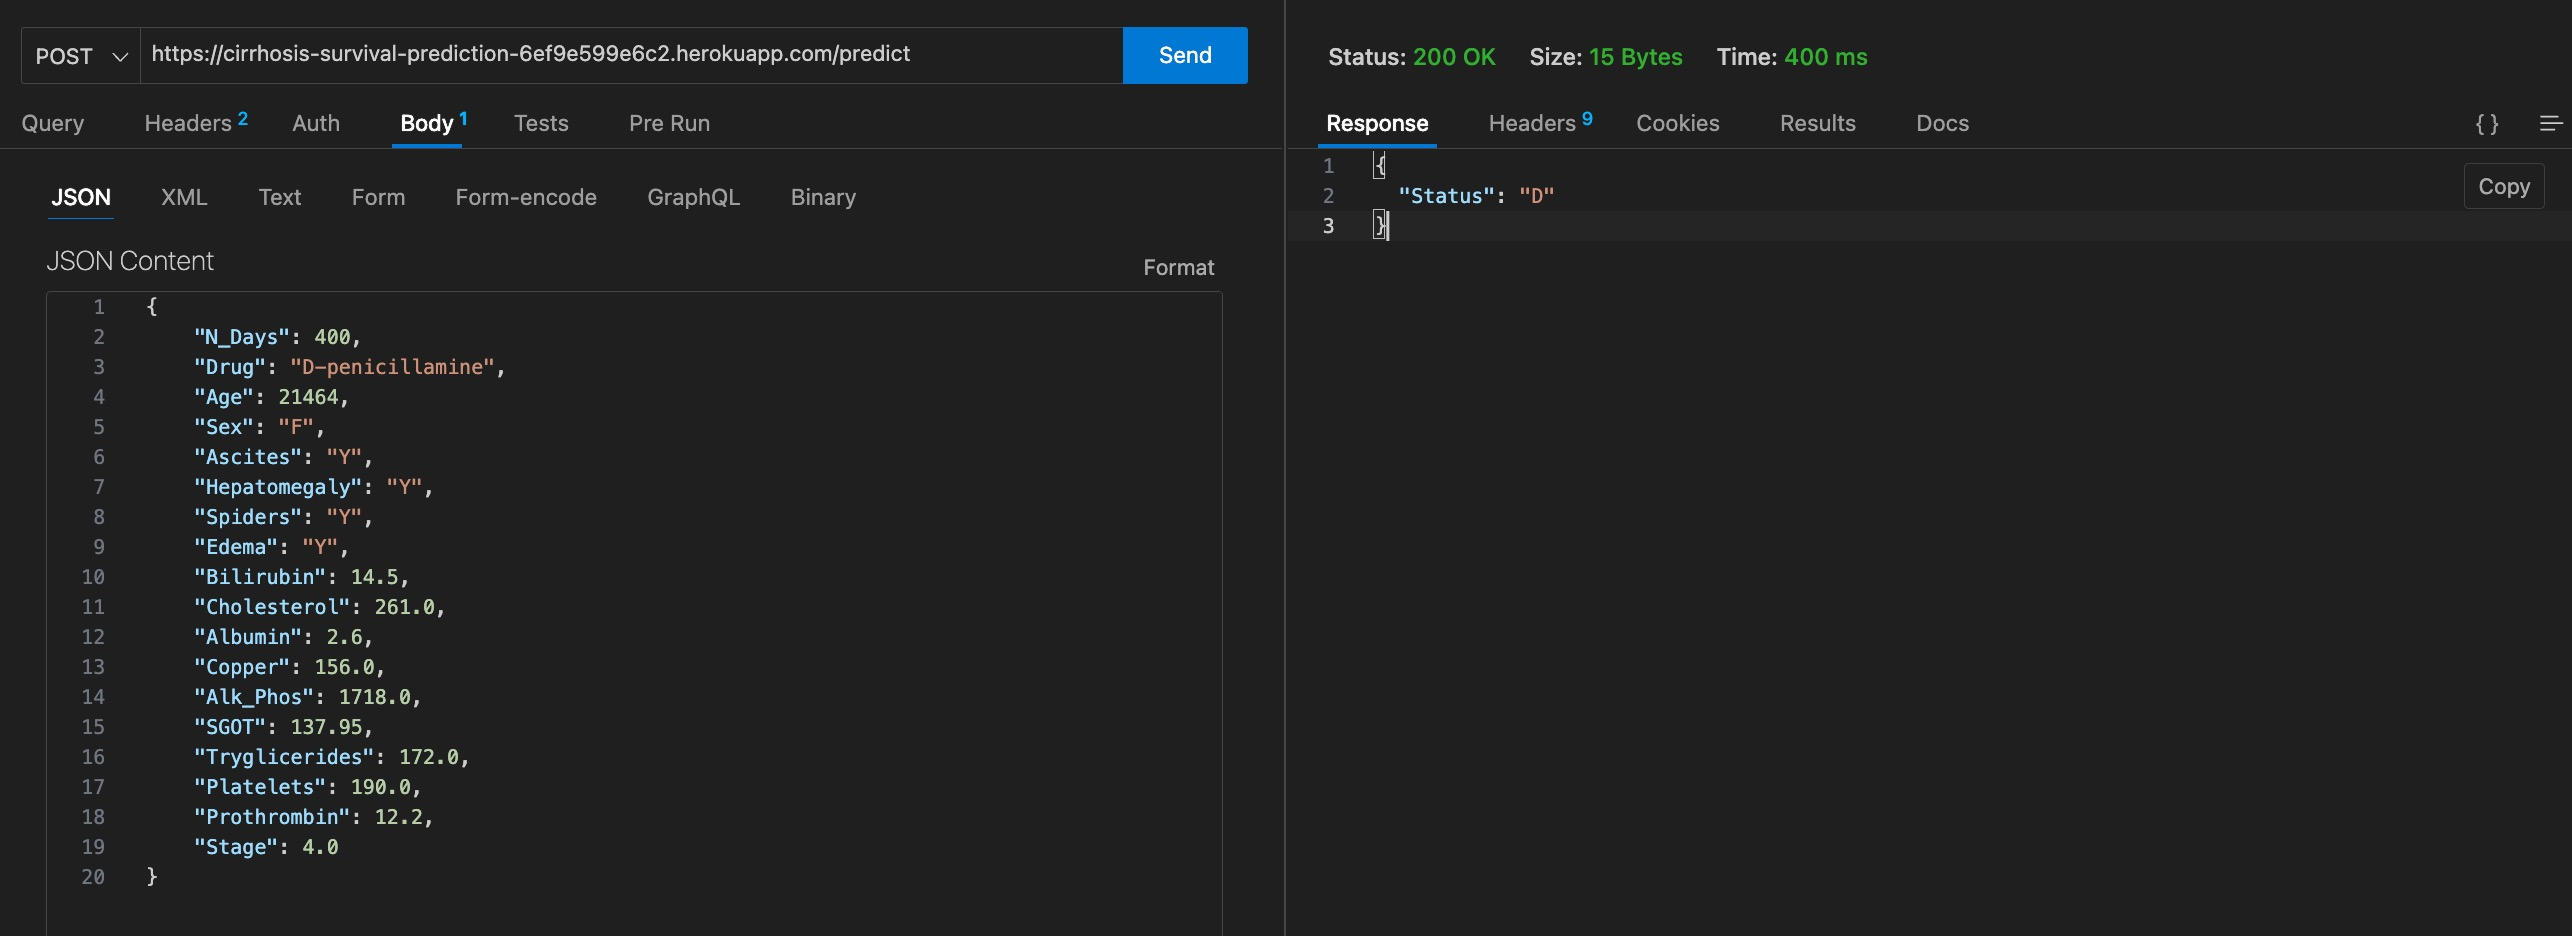 POST https://cirrhosis-survival-prediction-6ef9e599e6c2.herokuapp.com/predict Send
Query Headers 2 Auth Body 1 Tests Pre Run
JSON XML Text Form Form-encode GraphQL Binary
JSON Content
Format
1 {
2 "N_Days": 400,
3 "Drug": "D-penicillamine",
4 "Age": 21464,
5 "Sex": "F",
6 "Ascites": "Y",
7 "Hepatomegaly": "Y",
8 "Spiders": "Y",
9 "Edema": "Y",
10 "Bilirubin": 14.5,
11 "Cholesterol": 261.0,
12 "Albumin": 2.6,
13 "Copper": 156.0,
14 "Alk_Phos": 1718.0,
15 "SGOT": 137.95,
16 "Tryglicerides": 172.0,
17 "Platelets": 190.0,
18 "Prothrombin": 12.2,
19 "Stage": 4.0
20 }
Status: 200 OK Size: 15 Bytes Time: 400 ms
Response Headers 9 Cookies Results Docs { }
1 {
2 "Status": "D"
3 }
Copy